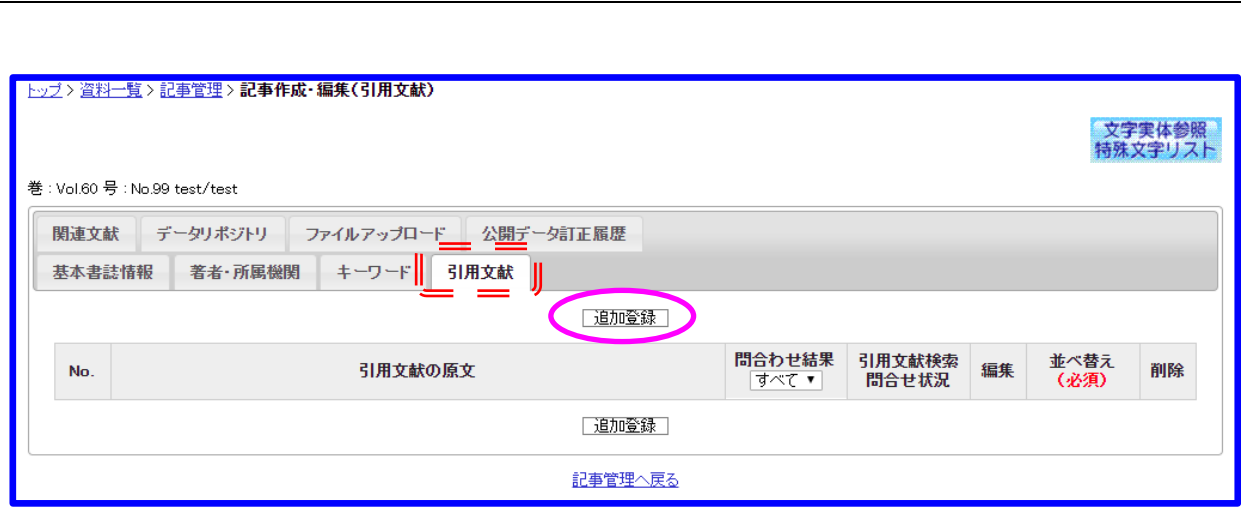 トップ > 資料一覧 > 記事管理 > 記事作成・編集(引用文献)
文字実体参照
特殊文字リスト
巻 : Vol.60 号 : No.99 test/test
関連文献 データリポジトリ ファイルアップロード 公開データ訂正履歴
基本書誌情報 著者・所属機関 キーワード 引用文献
追加登録
No. 引用文献の原文 問合わせ結果 すべて▼ 引用文献検索 問合せ状況 編集 並べ替え (必須) 削除
追加登録
記事管理へ戻る